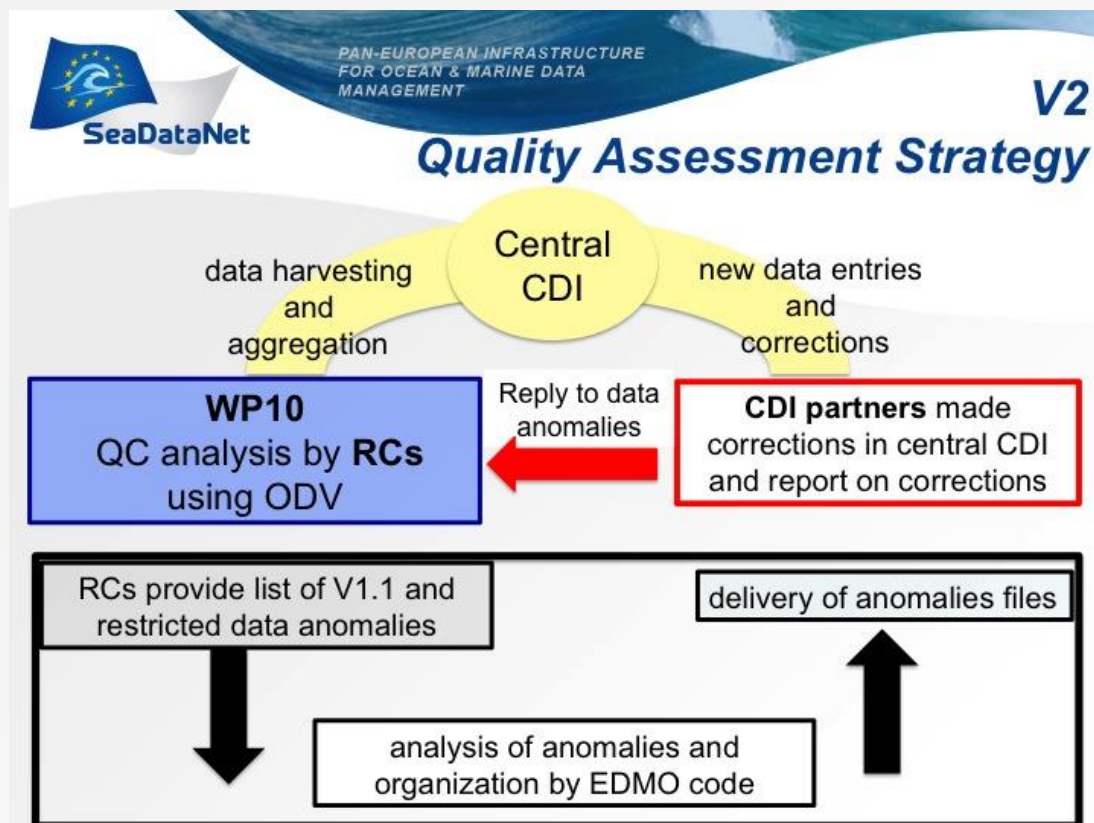 PAN-EUROPEAN INFRASTRUCTURE
FOR OCEAN & MARINE DATA
MANAGEMENT
SeaDataNet
V2
Quality Assessment Strategy
Central
CDI
data harvesting
and
aggregation
new data entries
and
corrections
WP10
QC analysis by RCs
using ODV
Reply to data
anomalies
CDI partners made
corrections in central CDI
and report on corrections
RCs provide list of V1.1 and
restricted data anomalies
delivery of anomalies files
analysis of anomalies and
organization by EDMO code